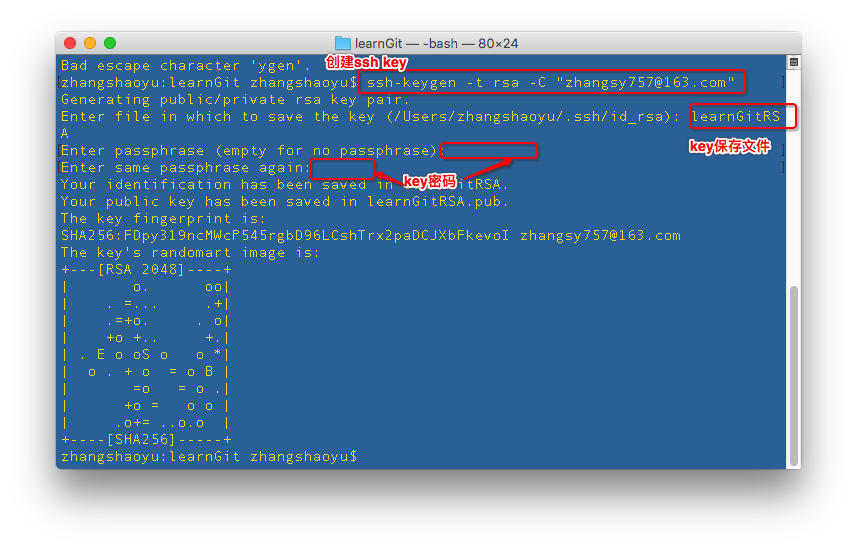 learnGit — -bash — 80×24
Bad escape character 'ygen'.
创建ssh key
zhangshaoyu:learnGit zhangshaoyu$ ssh-keygen -t rsa -C "zhangsy757@163.com"
Generating public/private rsa key pair.
Enter file in which to save the key (/Users/zhangshaoyu/.ssh/id_rsa): learnGitRS
A
key保存文件
Enter passphrase (empty for no passphrase):
Enter same passphrase again:
key密码
Your identification has been saved in itRSA.
Your public key has been saved in learnGitRSA.pub.
The key fingerprint is:
SHA256:FDpy319ncMWcP545rgbD96LCshTrx2paDCJXbFkevoI zhangsy757@163.com
The key's randomart image is:
+---[RSA 2048]----+
|        o.      oo|
|     . =...     .+|
|     .=+o.     . o|
|     +o +..     +.|
| . E o oS o   o *|
|  o . + o  = o B |
|        =o   = o .|
|       +o =   o o |
|      .o+= ..o.o  |
+----[SHA256]-----+
zhangshaoyu:learnGit zhangshaoyu$